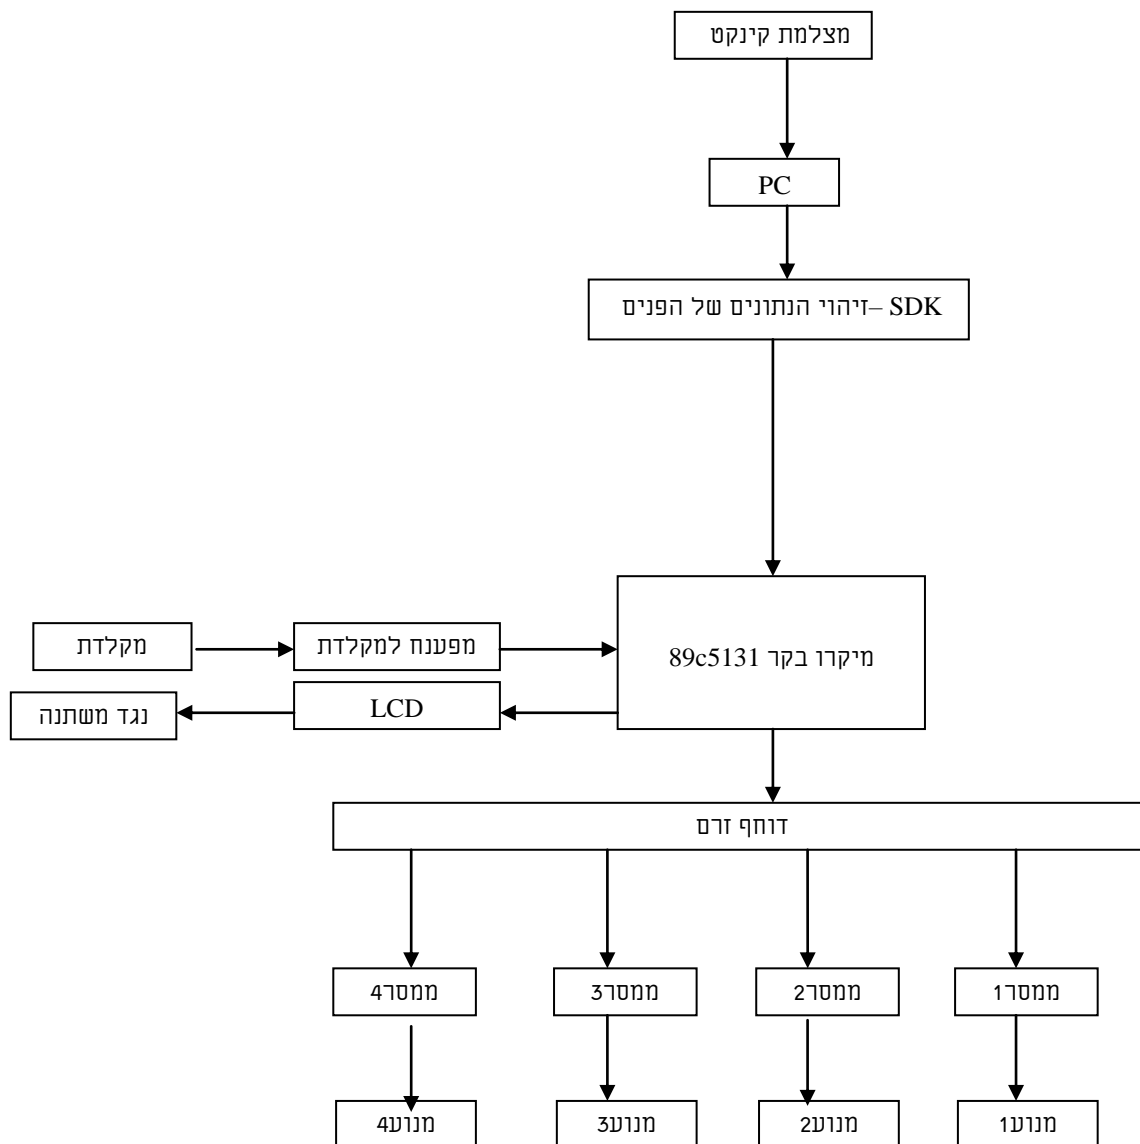 מצלמת קינקט
PC
SDK – זיהוי הנתונים של הפנים
מיקרו בקר 89c5131
מפענח למקלדת
מקלדת
LCD
נגד משתנה
דוחף זרם
ממסר1
ממסר2
ממסר3
ממסר4
מנוע1
מנוע2
מנוע3
מנוע4